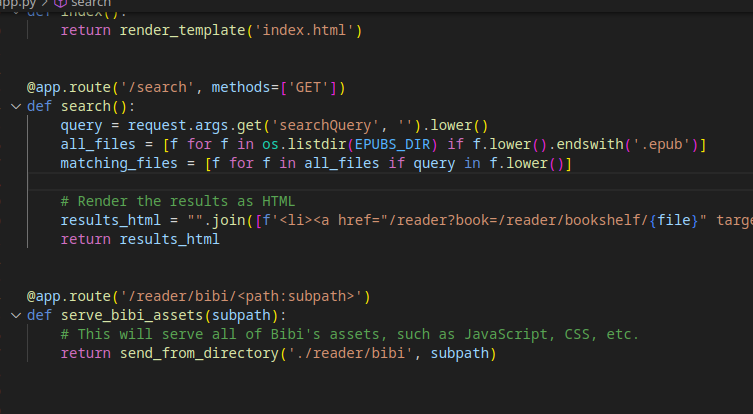 app.py > search
def index():
return render_template('index.html')
@app.route('/search', methods=['GET'])
def search():
query = request.args.get('searchQuery', '').lower()
all_files = [f for f in os.listdir(EPUBS_DIR) if f.lower().endswith('.epub')]
matching_files = [f for f in all_files if query in f.lower()]
# Render the results as HTML
results_html = "".join([f'<li><a href="/reader?book=/reader/bookshelf/{file}" targe
return results_html
@app.route('/reader/bibi/<path:subpath>')
def serve_bibi_assets(subpath):
# This will serve all of Bibi's assets, such as JavaScript, CSS, etc.
return send_from_directory('./reader/bibi', subpath)